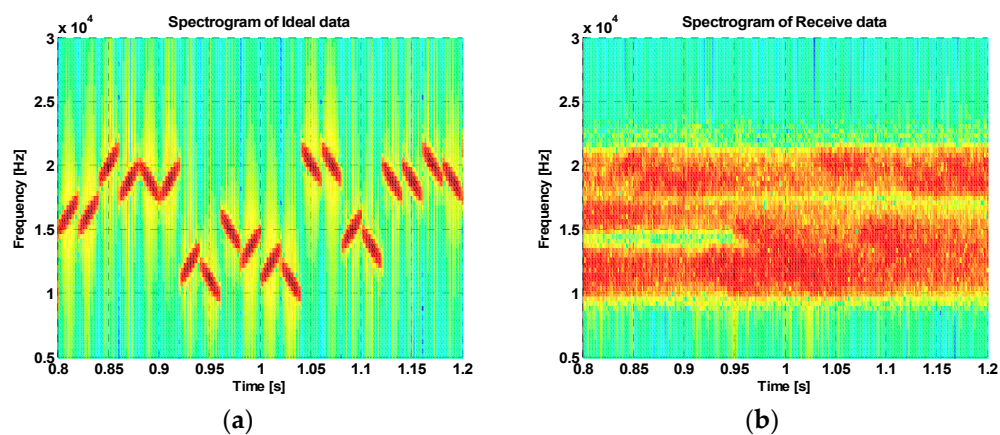 Spectrogram of Ideal data
x 10^4
3
2.5
2
1.5
1
0.5
Frequency [Hz]
0.8 0.85 0.9 0.95 1 1.05 1.1 1.15 1.2
Time [s]
(a)
Spectrogram of Receive data
x 10^4
3
2.5
2
1.5
1
0.5
Frequency [Hz]
0.8 0.85 0.9 0.95 1 1.05 1.1 1.15 1.2
Time [s]
(b)